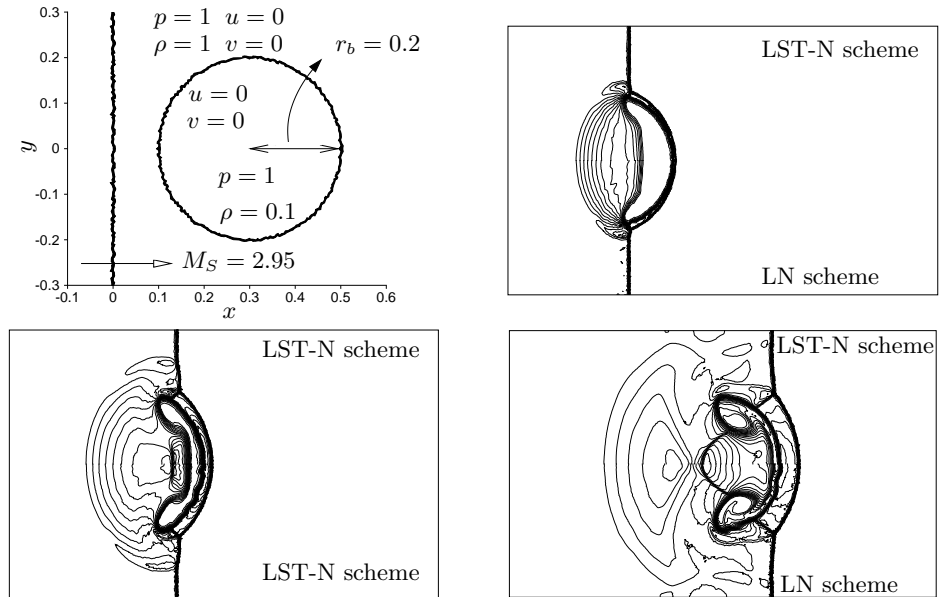 p = 1  u = 0
ρ = 1  v = 0
r_b = 0.2
u = 0
v = 0
p = 1
ρ = 0.1
M_S = 2.95
0.3
0.2
0.1
0
-0.1
-0.2
-0.3
y
-0.1
0
0.1
0.2
0.3
0.4
0.5
0.6
x
LST-N scheme
LN scheme
LST-N scheme
LST-N scheme
LST-N scheme
LN scheme